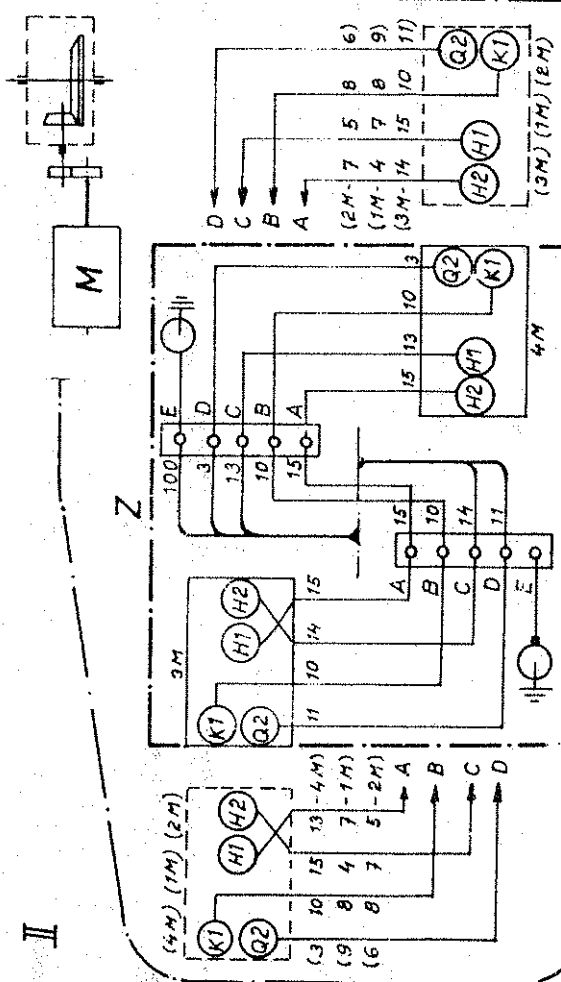 II
Z
M
(4M) (1M) (2M)
K1 H1 H2
Q2
(3 10 15 13-4M)
(9 8 4 7-1M)
(6 8 7 5-2M)
A
B
C
D
3M
K1 H1 H2
Q2
11 10 14 15
100 E
3 D
13 C
10 B
15 A
A 15
B 10
C 14
D 11
E
15 13 10 3
H2 H1 K1 Q2
4M
D
C
B
A
(2M-7 5 8 6)
(1M-4 7 8 9)
(3M-14 15 10 11)
H2 H1 K1 Q2
(3M) (1M) (2M)